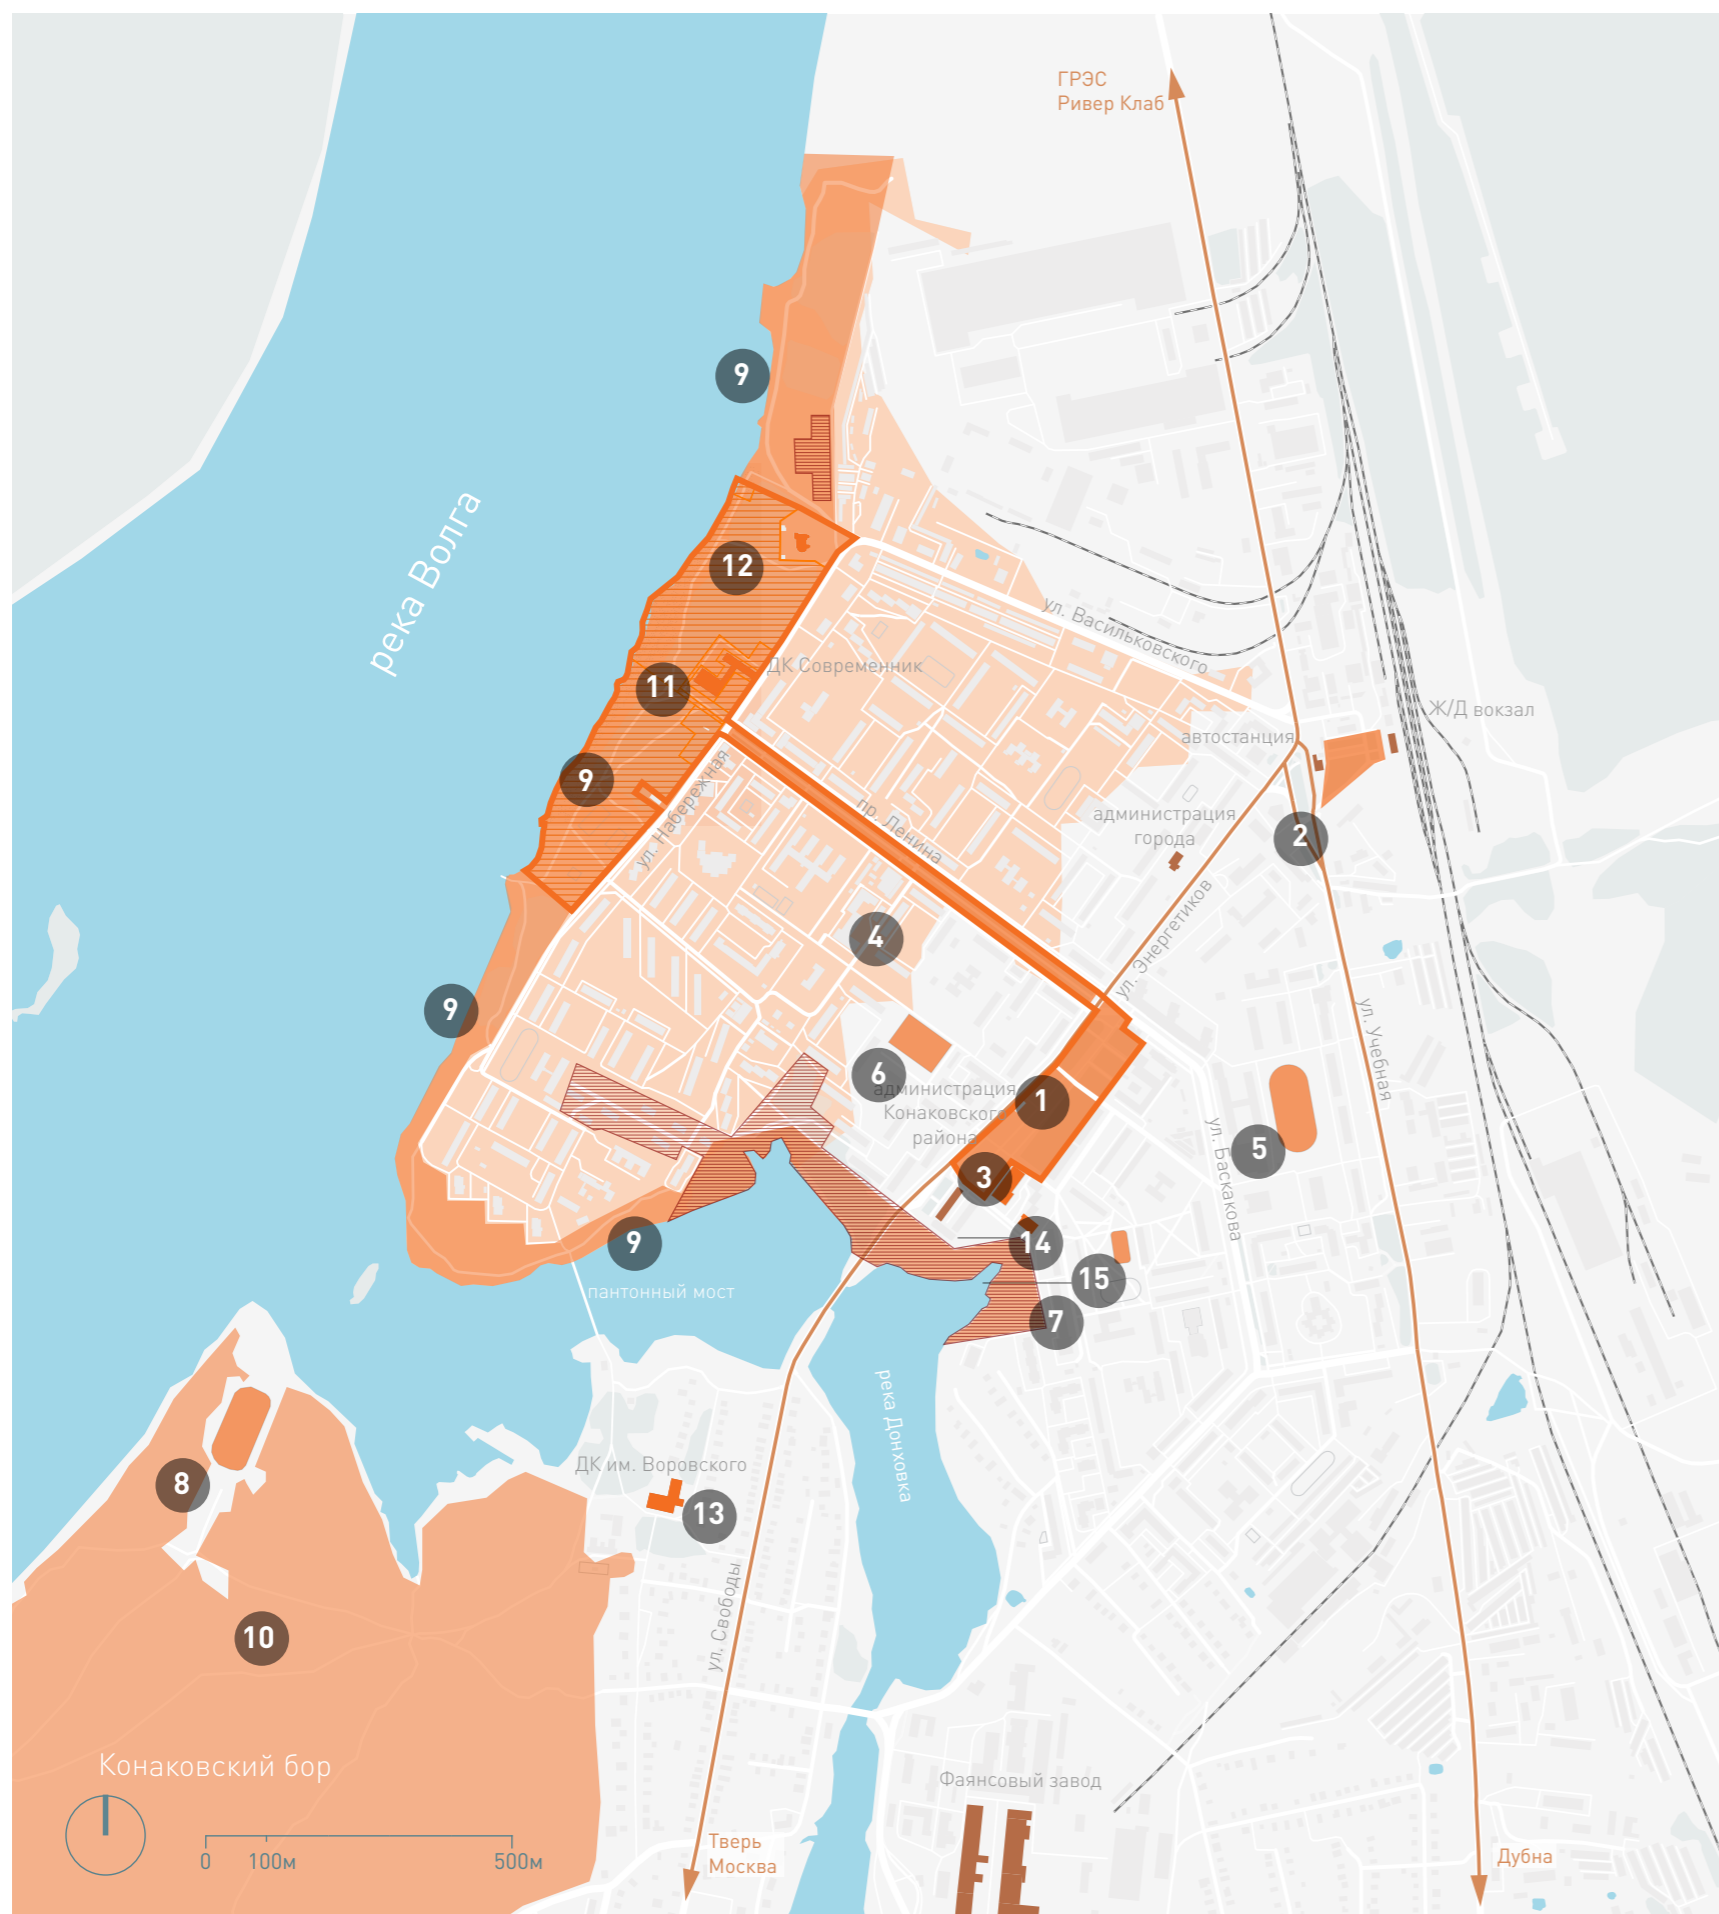 ГРЭС
Ривер Клаб
9
река Волга
12
ул. Васильковского
ДК Современник
11
Ж/Д вокзал
автостанция
9
ул. Набережная
пр. Ленина
администрация
города
2
4
ул. Энергетиков
9
ул. Учебная
6
администрация
Конаковского
района
1
5
ул. Баскакова
3
9
14
15
пантонный мост
7
река Донховка
8
ДК им. Воровского
13
10
ул. Свободы
Конаковский бор
Фаянсовый завод
0
100м
500м
Тверь
Москва
Дубна